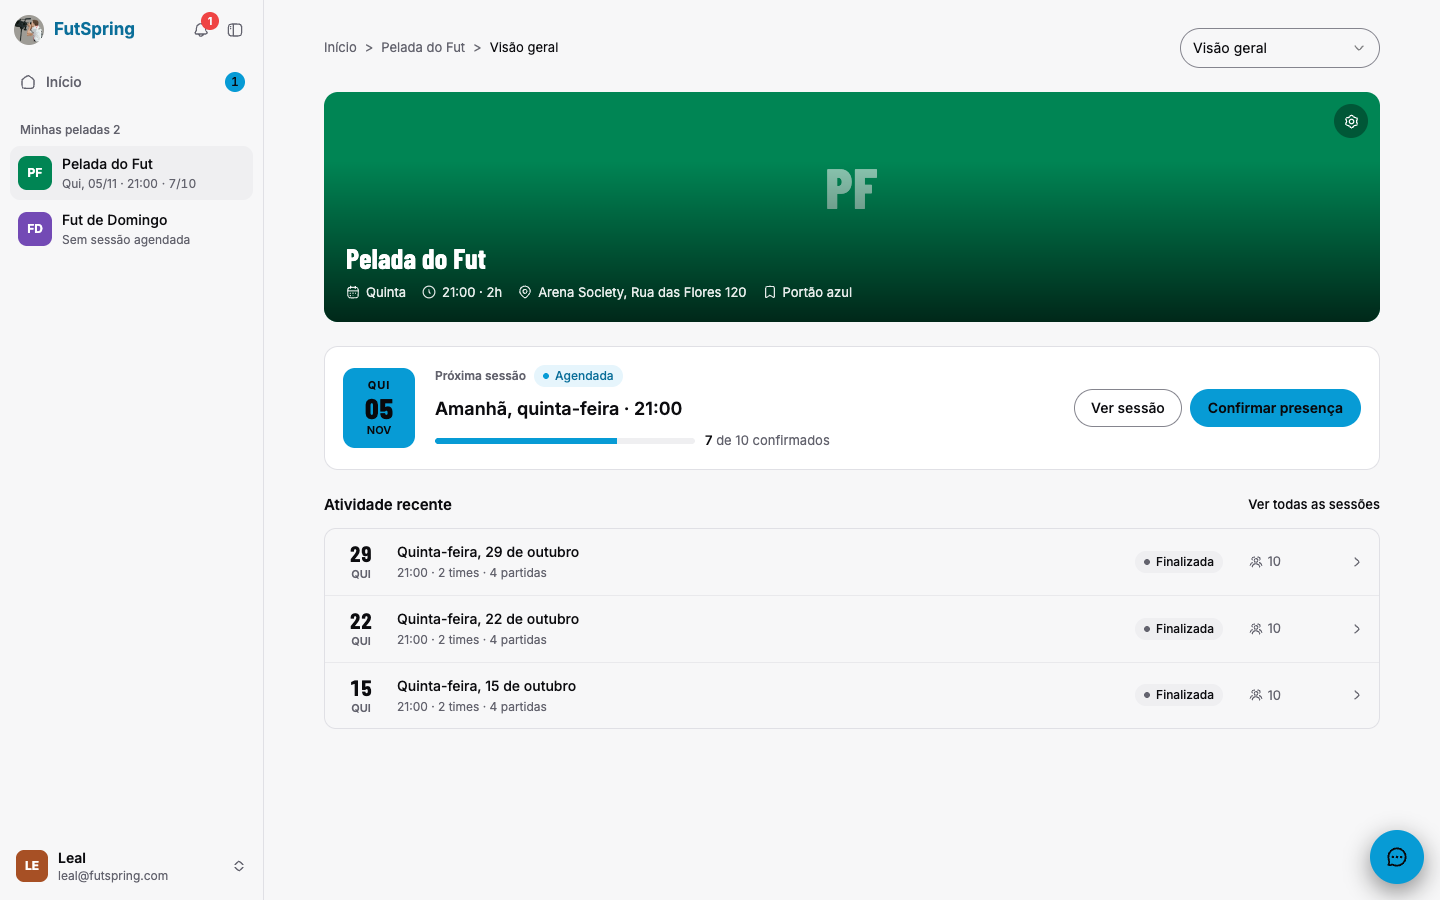 FutSpring
1
Início
1
Minhas peladas 2
PF
Pelada do Fut
Qui, 05/11 · 21:00 · 7/10
FD
Fut de Domingo
Sem sessão agendada
LE
Leal
leal@futspring.com
Início > Pelada do Fut > Visão geral
Visão geral
PF
Pelada do Fut
Quinta
21:00 · 2h
Arena Society, Rua das Flores 120
Portão azul
QUI
05
NOV
Próxima sessão
Agendada
Amanhã, quinta-feira · 21:00
7 de 10 confirmados
Ver sessão
Confirmar presença
Atividade recente
Ver todas as sessões
29
QUI
Quinta-feira, 29 de outubro
21:00 · 2 times · 4 partidas
Finalizada
10
22
QUI
Quinta-feira, 22 de outubro
21:00 · 2 times · 4 partidas
Finalizada
10
15
QUI
Quinta-feira, 15 de outubro
21:00 · 2 times · 4 partidas
Finalizada
10